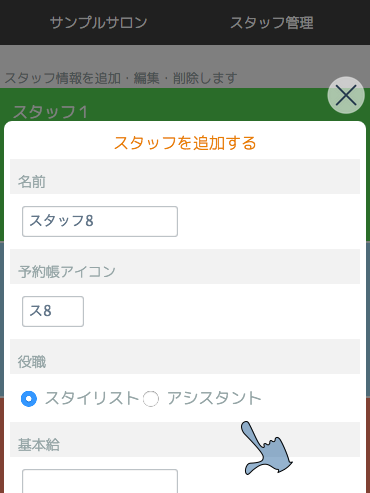 サンプルサロン スタッフ管理
スタッフ情報を追加・編集・削除します
スタッフ１
スタッフを追加する
名前
スタッフ8
予約帳アイコン
ス8
役職
スタイリスト アシスタント
基本給